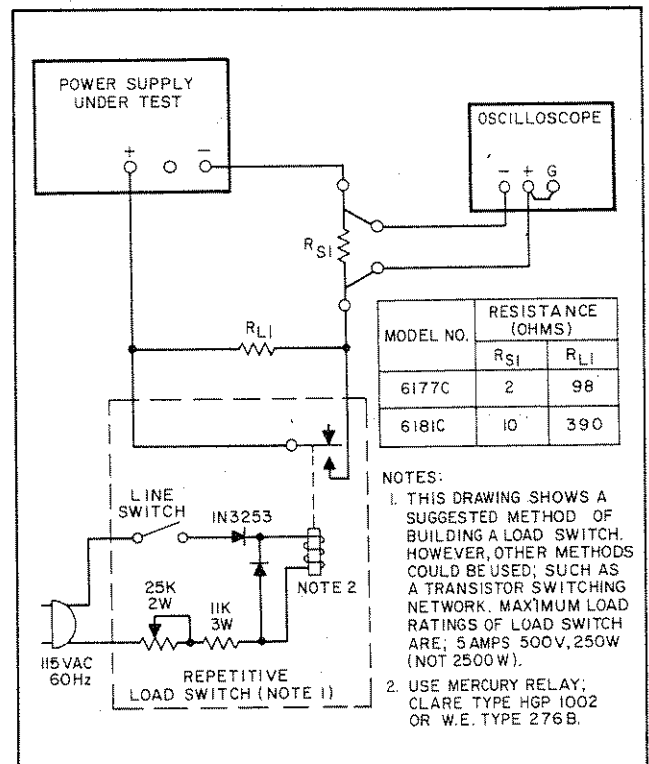 POWER SUPPLY
UNDER TEST
+ −
OSCILLOSCOPE
− + G
RS1
RL1
MODEL NO.
RESISTANCE
(OHMS)
RS1 RL1
6177C 2 98
6181C 10 390
LINE
SWITCH
1N3253
NOTE 2
25K
2W
11K
3W
115VAC
60Hz
REPETITIVE
LOAD SWITCH (NOTE 1)
NOTES:
1. THIS DRAWING SHOWS A
SUGGESTED METHOD OF
BUILDING A LOAD SWITCH.
HOWEVER, OTHER METHODS
COULD BE USED; SUCH AS
A TRANSISTOR SWITCHING
NETWORK. MAXIMUM LOAD
RATINGS OF LOAD SWITCH
ARE; 5 AMPS 500V, 250W
(NOT 2500 W).
2. USE MERCURY RELAY;
CLARE TYPE HGP 1002
OR W.E. TYPE 276B.